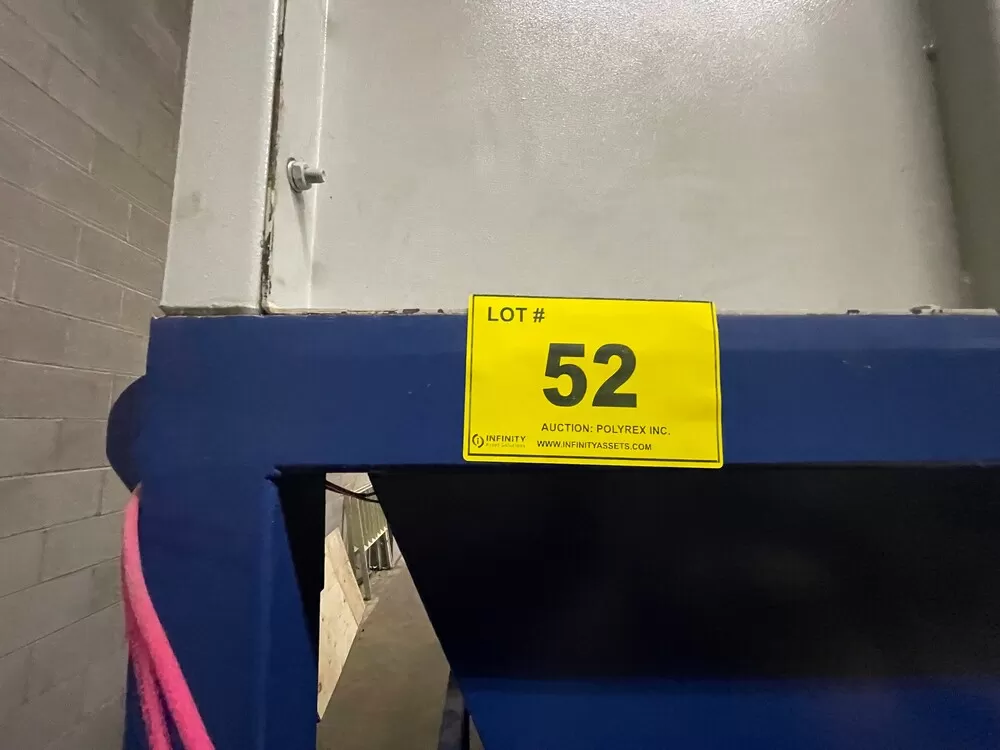 LOT #
52
AUCTION: POLYREX INC.
INFINITY
WWW.INFINITYASSETS.COM